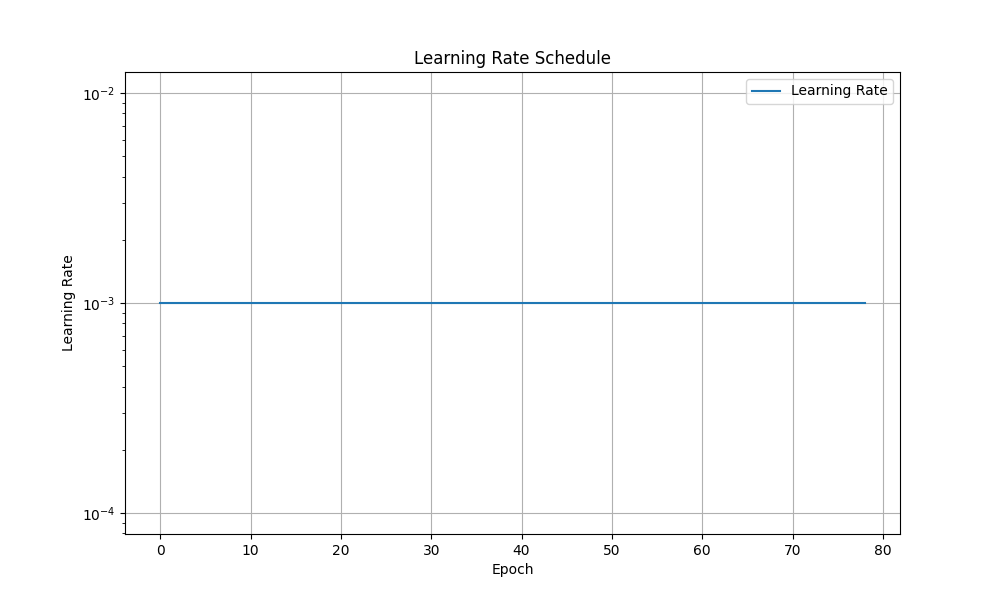 Learning Rate Schedule
Learning Rate
10⁻²
10⁻³
10⁻⁴
Learning Rate
0 10 20 30 40 50 60 70 80
Epoch